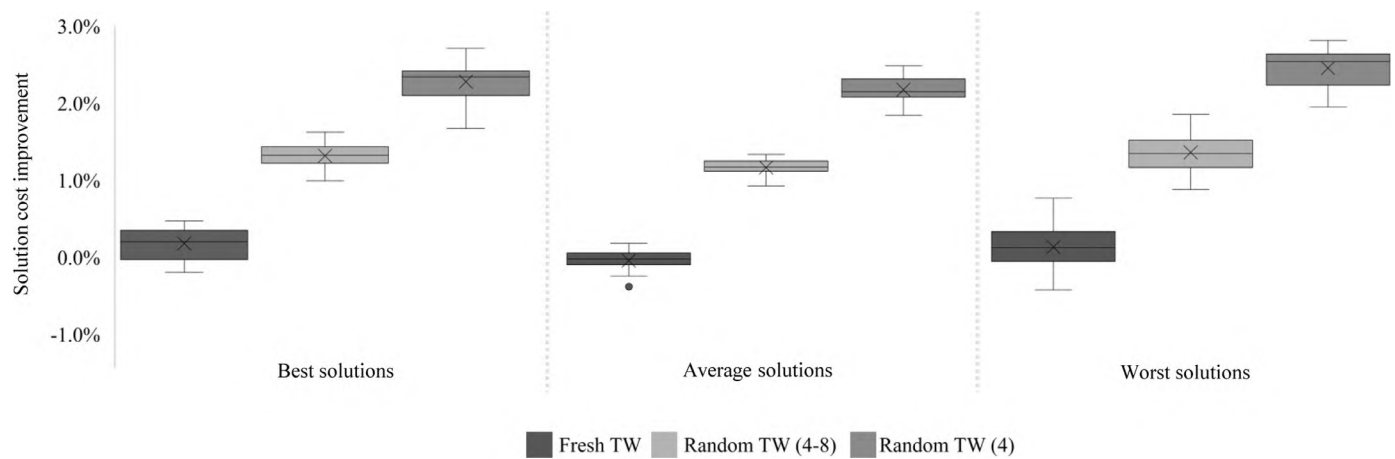 Solution cost improvement
3.0%
2.0%
1.0%
0.0%
-1.0%
Best solutions
Average solutions
Worst solutions
Fresh TW
Random TW (4-8)
Random TW (4)